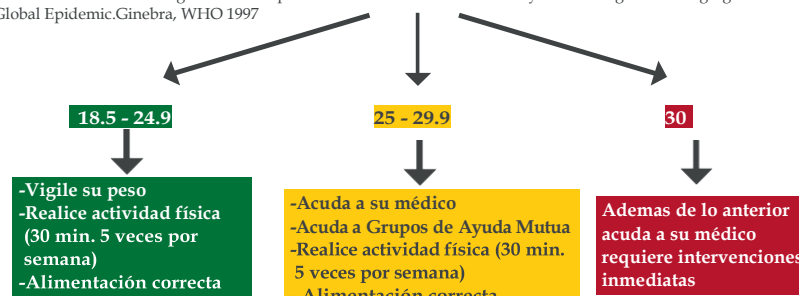 Global Epidemic.Ginebra, WHO 1997
18.5 - 24.9
25 - 29.9
30
-Vigile su peso
-Realice actividad física
(30 min. 5 veces por
semana)
-Alimentación correcta
-Acuda a su médico
-Acuda a Grupos de Ayuda Mutua
-Realice actividad física (30 min.
5 veces por semana)
-Alimentación correcta
Ademas de lo anterior
acuda a su médico
requiere intervenciones
inmediatas